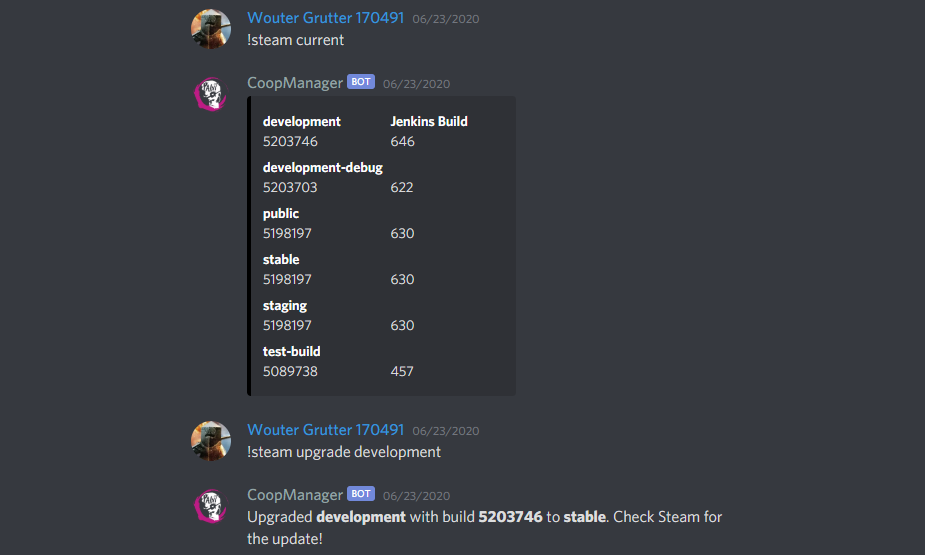 Wouter Grutter 170491 06/23/2020
!steam current
CoopManager BOT 06/23/2020
development Jenkins Build
5203746 646
development-debug
5203703 622
public
5198197 630
stable
5198197 630
staging
5198197 630
test-build
5089738 457
Wouter Grutter 170491 06/23/2020
!steam upgrade development
CoopManager BOT 06/23/2020
Upgraded development with build 5203746 to stable. Check Steam for
the update!